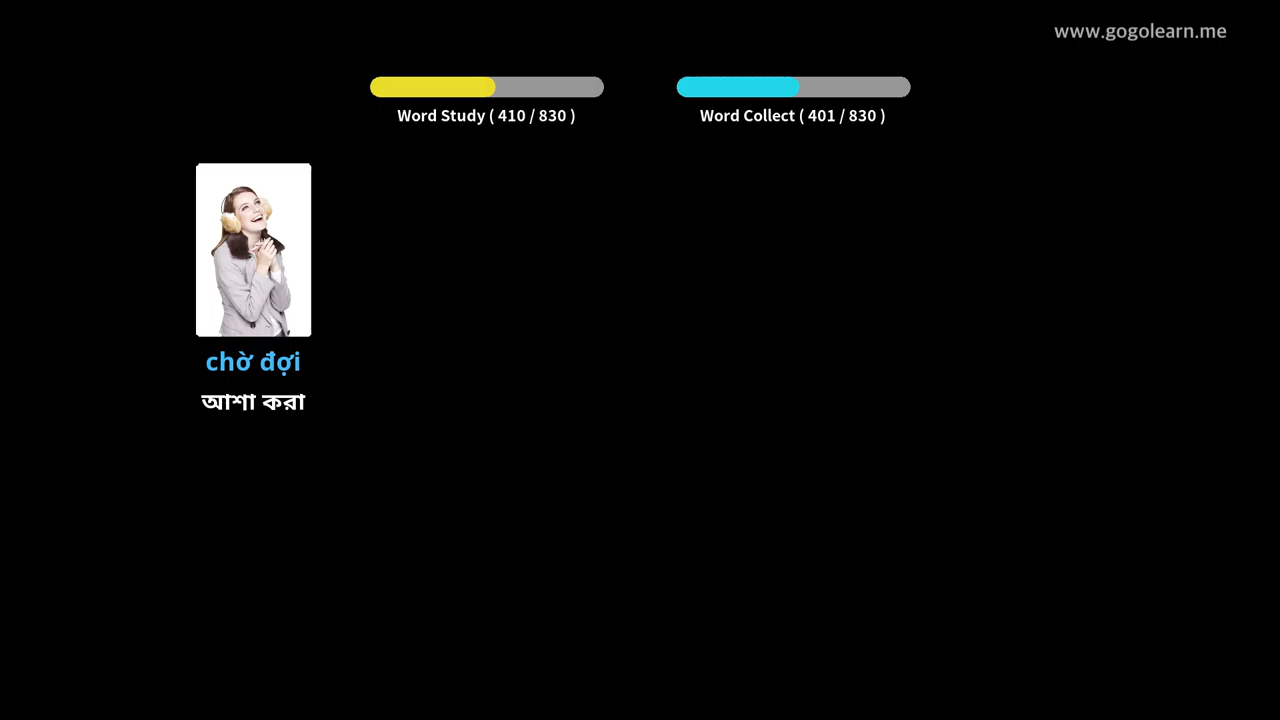 www.gogolearn.me
Word Study ( 410 / 830 )
Word Collect ( 401 / 830 )
chờ đợi
আশা করা